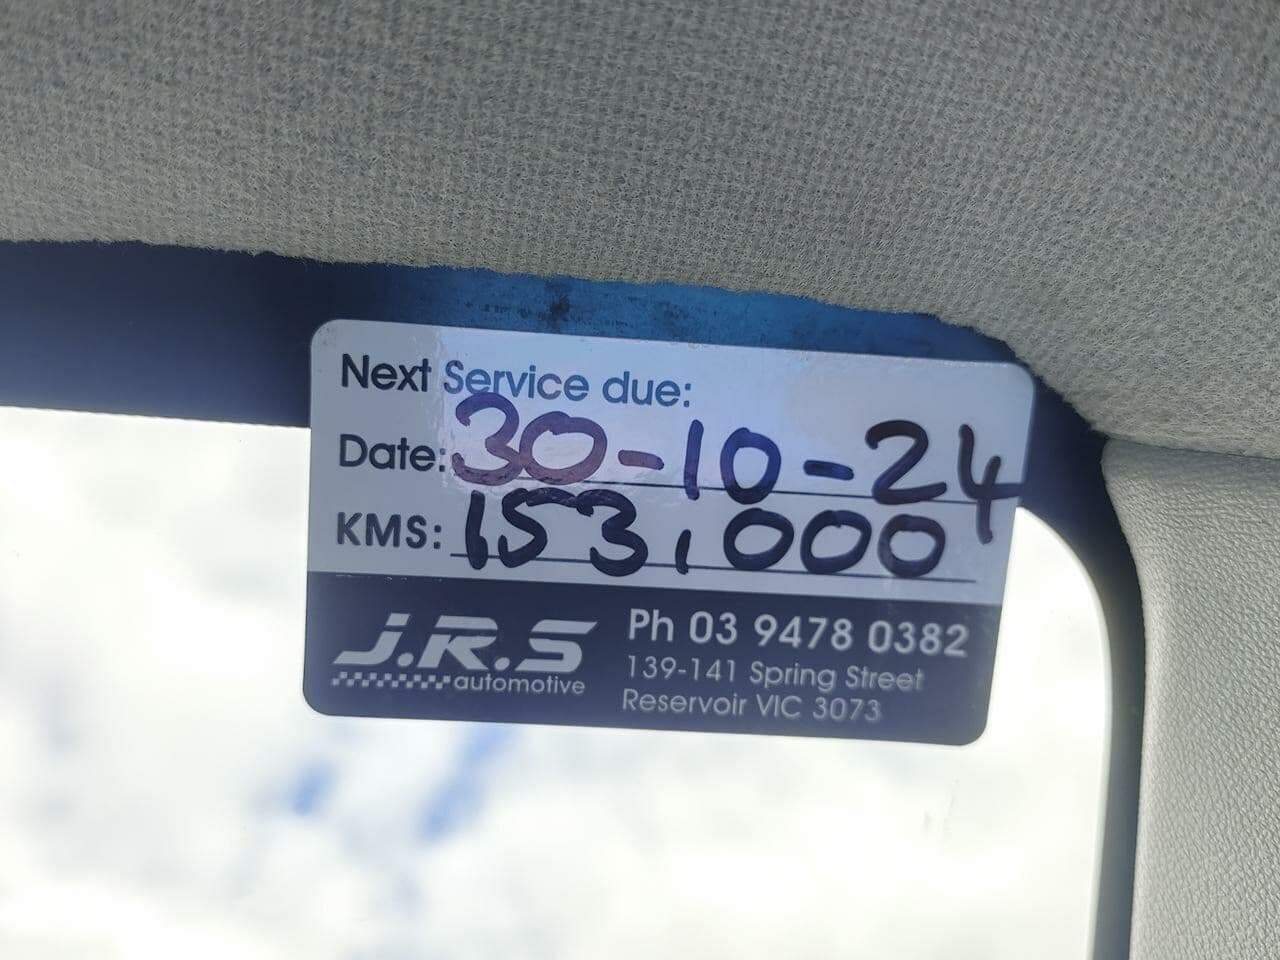 Next Service due:
Date: 30-10-24
KMS: 153,000
J.R.S
automotive
Ph 03 9478 0382
139-141 Spring Street
Reservoir VIC 3073